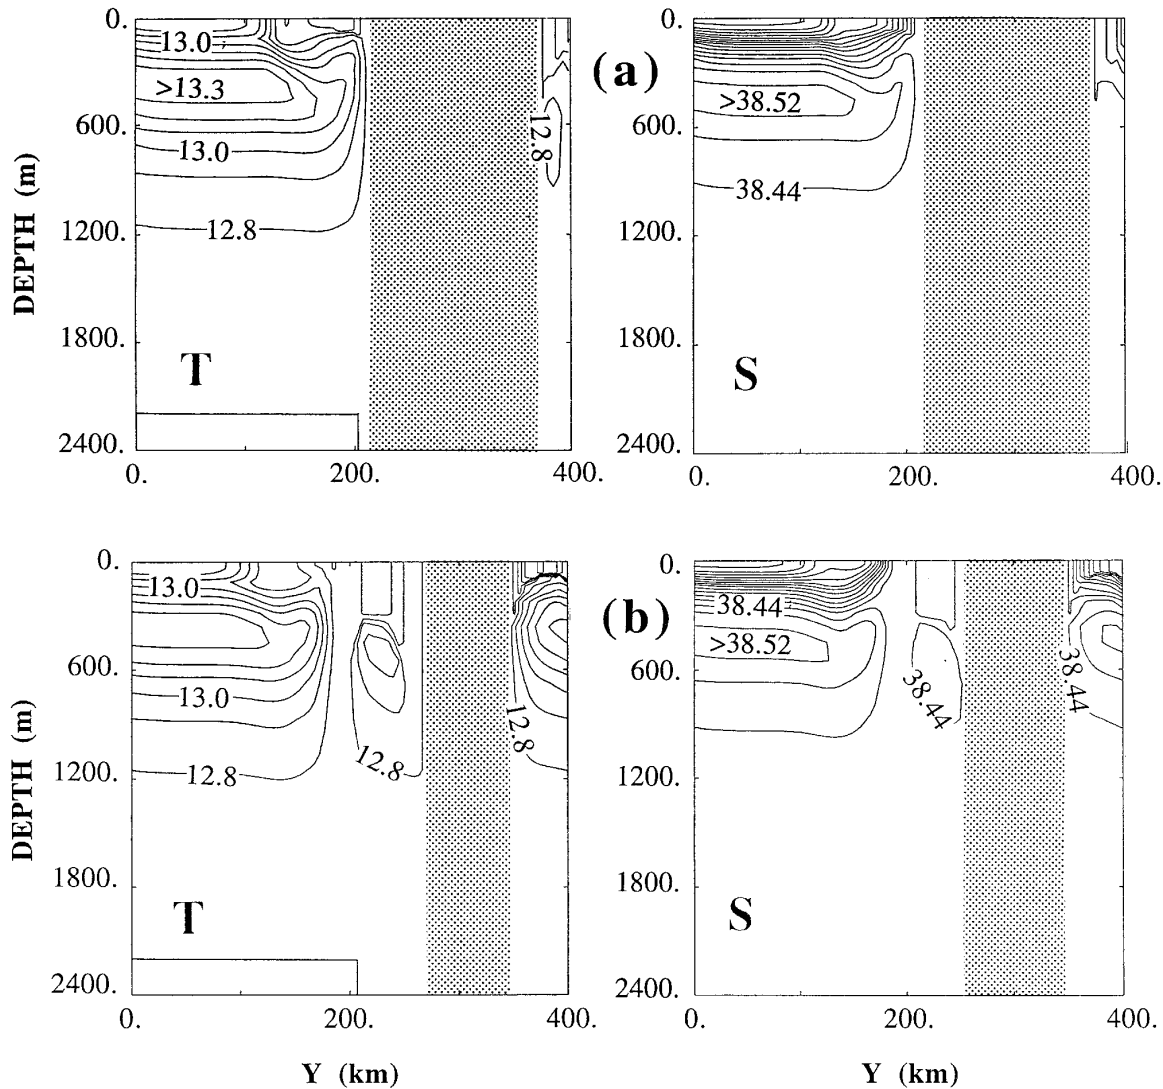 0. 0.
13.0
(a)
>13.3 >38.52
600. 12.8 600.
13.0
DEPTH (m) 38.44
1200. 12.8 1200.
1800. 1800.
T S
2400. 2400.
0. 200. 400. 0. 200. 400.
0. 0.
13.0 38.44
(b)
>38.52
600. 600.
13.0 38.44 38.44
DEPTH (m) 12.8
12.8 12.8
1200. 1200.
1800. 1800.
T S
2400. 2400.
0. 200. 400. 0. 200. 400.
Y (km) Y (km)